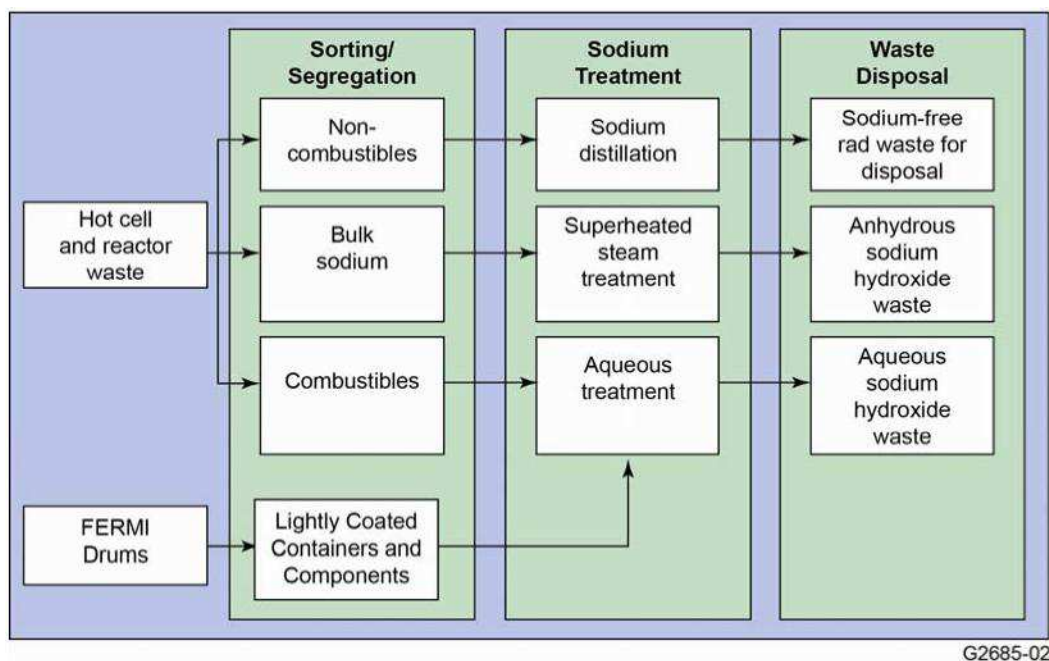 Sorting/
Segregation
Sodium
Treatment
Waste
Disposal
Non-
combustibles
Sodium
distillation
Sodium-free
rad waste for
disposal
Hot cell
and reactor
waste
Bulk
sodium
Superheated
steam
treatment
Anhydrous
sodium
hydroxide
waste
Combustibles
Aqueous
treatment
Aqueous
sodium
hydroxide
waste
FERMI
Drums
Lightly Coated
Containers and
Components
G2685-02